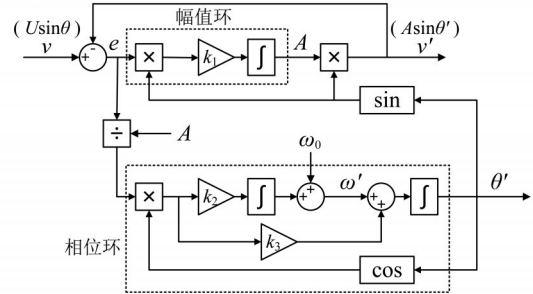 幅值环
(Usinθ) (Asinθ′)
v e A v′
+ - × k₁ ∫ ×
sin
÷ A
ω₀
× k₂ ∫ + + ω′ + + ∫ θ′
相位环 k₃
cos